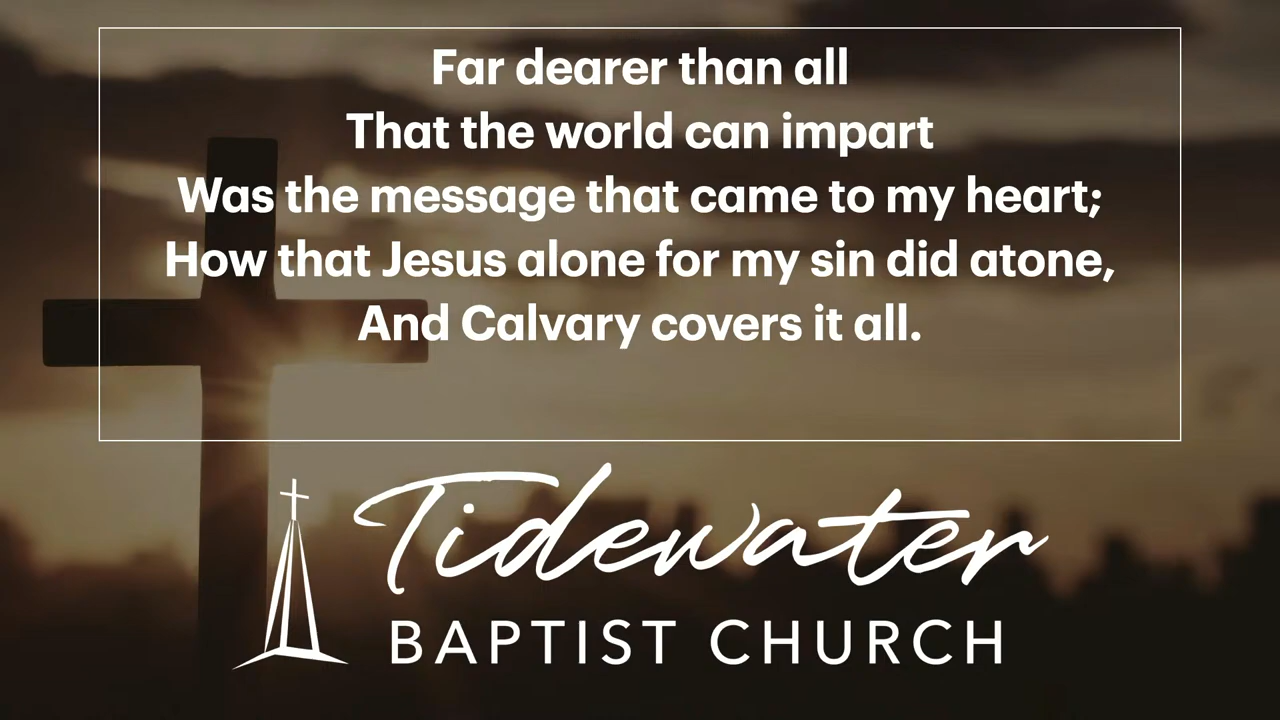 Far dearer than all
That the world can impart
Was the message that came to my heart;
How that Jesus alone for my sin did atone,
And Calvary covers it all.
Tidewater
BAPTIST CHURCH